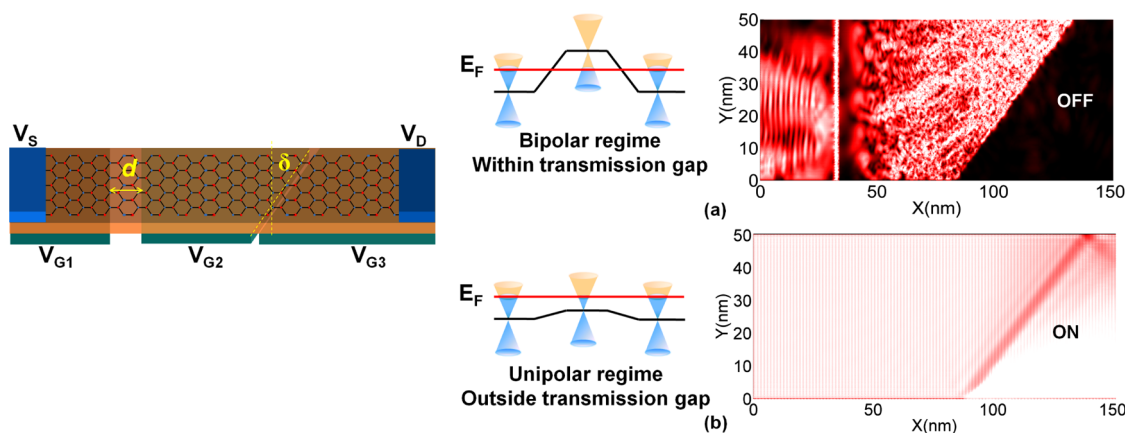 V_S
V_D
d
δ
V_G1
V_G2
V_G3
E_F
Bipolar regime
Within transmission gap
(a)
Y(nm)
50
40
30
20
10
0
OFF
0
50
100
150
X(nm)
E_F
Unipolar regime
Outside transmission gap
(b)
Y(nm)
50
40
30
20
10
0
ON
0
50
100
150
X(nm)